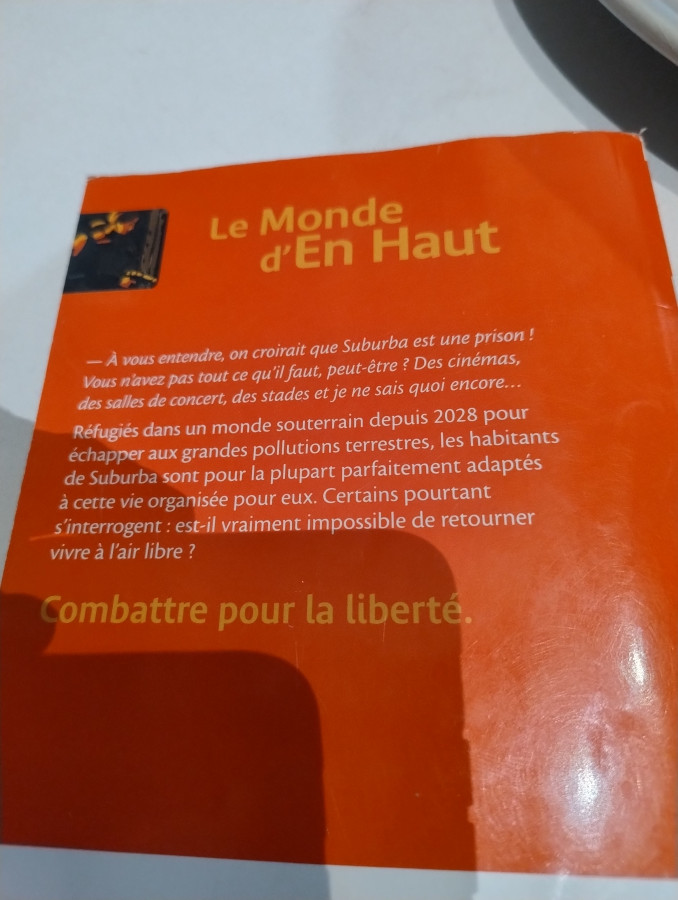 Le Monde
d'En Haut
— À vous entendre, on croirait que Suburba est une prison !
Vous n'avez pas tout ce qu'il faut, peut-être ? Des cinémas,
des salles de concert, des stades et je ne sais quoi encore...
Réfugiés dans un monde souterrain depuis 2028 pour
échapper aux grandes pollutions terrestres, les habitants
de Suburba sont pour la plupart parfaitement adaptés
à cette vie organisée pour eux. Certains pourtant
s'interrogent : est-il vraiment impossible de retourner
vivre à l'air libre ?
Combattre pour la liberté.